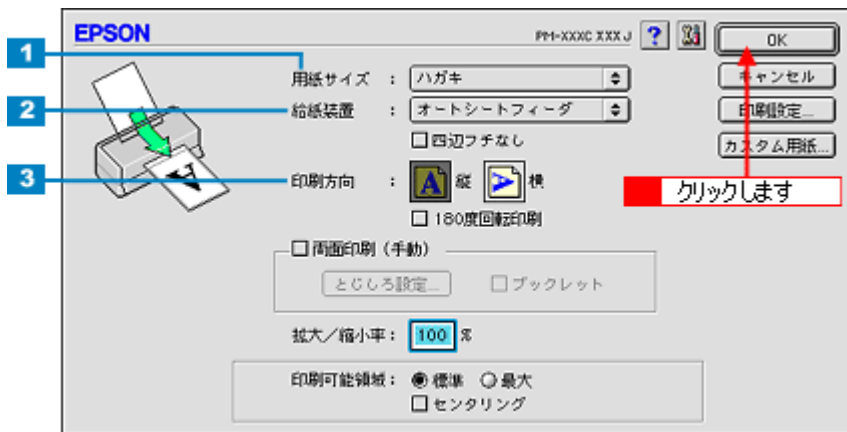 EPSON
PM-XXXC XXX J
OK
1
用紙サイズ : ハガキ
キャンセル
2
給紙装置 : オートシートフィーダ
印刷設定...
四辺フチなし
カスタム用紙...
3
印刷方向 : A 縦 A 横
クリックします
180度回転印刷
両面印刷 (手動)
とじしろ設定...
ブックレット
拡大/縮小率: 100 %
印刷可能領域: 標準 最大
センタリング